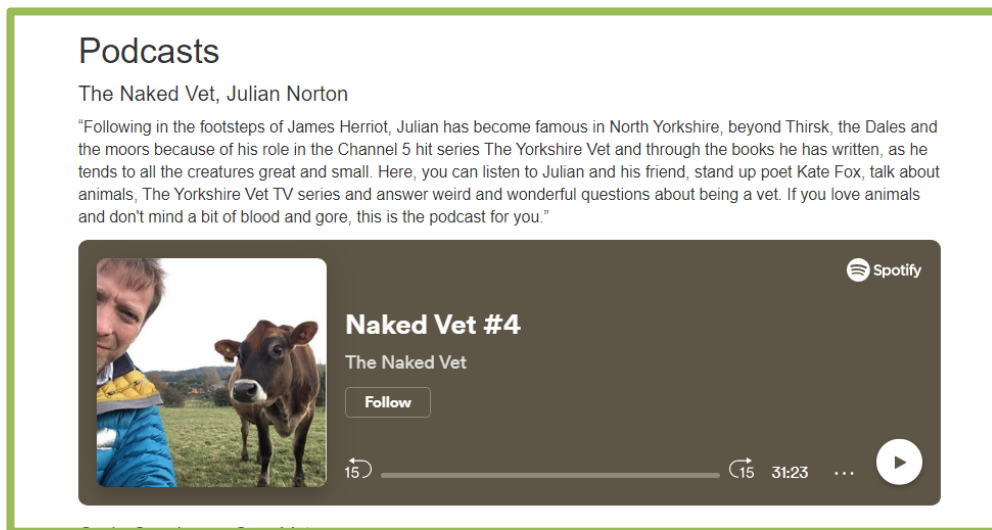 Podcasts
The Naked Vet, Julian Norton
“Following in the footsteps of James Herriot, Julian has become famous in North Yorkshire, beyond Thirsk, the Dales and
the moors because of his role in the Channel 5 hit series The Yorkshire Vet and through the books he has written, as he
tends to all the creatures great and small. Here, you can listen to Julian and his friend, stand up poet Kate Fox, talk about
animals, The Yorkshire Vet TV series and answer weird and wonderful questions about being a vet. If you love animals
and don't mind a bit of blood and gore, this is the podcast for you.”
Spotify
Naked Vet #4
The Naked Vet
Follow
15 15 31:23 ...